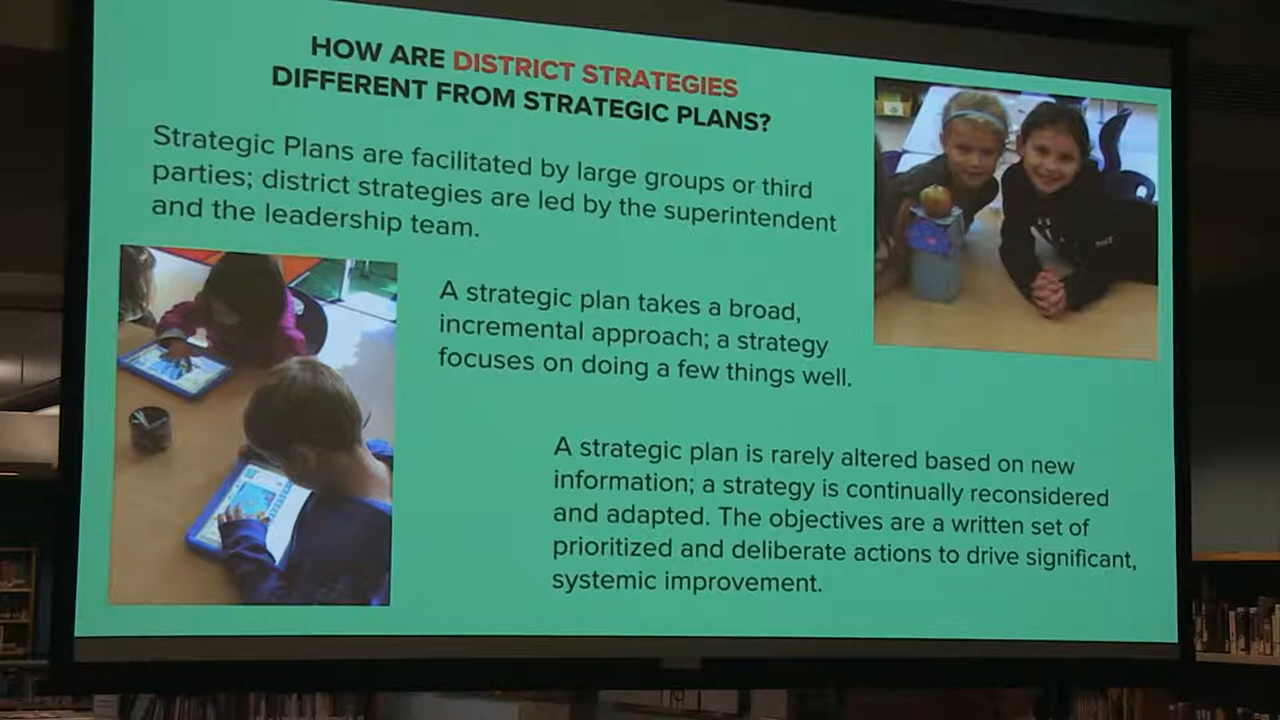 HOW ARE DISTRICT STRATEGIES
DIFFERENT FROM STRATEGIC PLANS?
Strategic Plans are facilitated by large groups or third
parties; district strategies are led by the superintendent
and the leadership team.
A strategic plan takes a broad,
incremental approach; a strategy
focuses on doing a few things well.
A strategic plan is rarely altered based on new
information; a strategy is continually reconsidered
and adapted. The objectives are a written set of
prioritized and deliberate actions to drive significant,
systemic improvement.